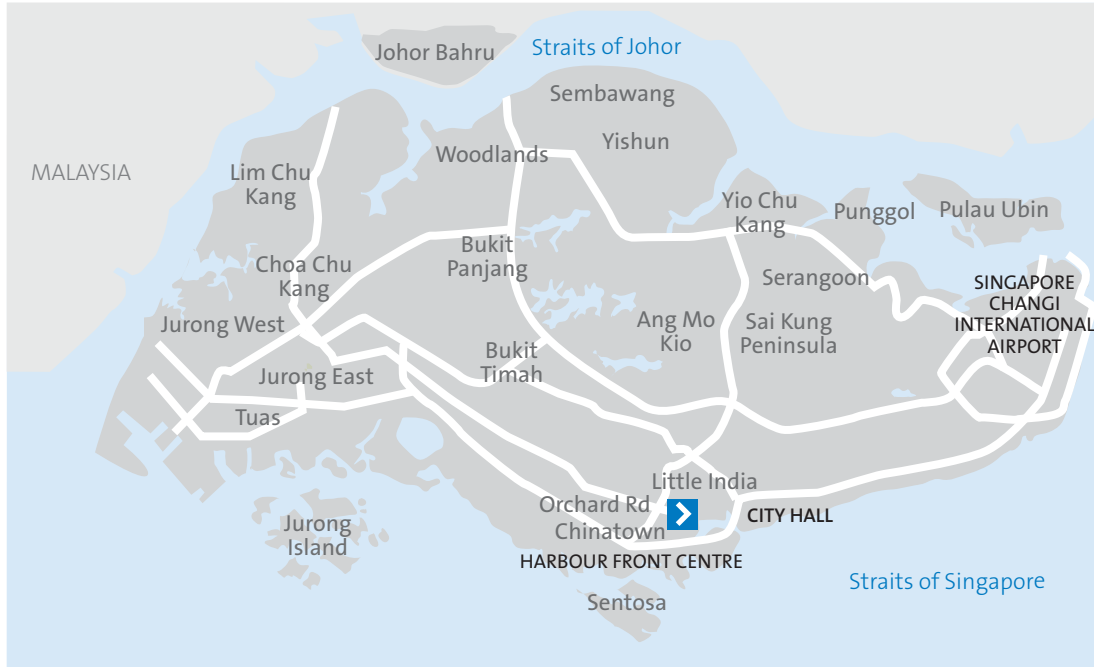 Johor Bahru
Straits of Johor
Sembawang
Yishun
Woodlands
MALAYSIA
Lim Chu
Kang
Yio Chu
Kang
Punggol
Pulau Ubin
Bukit
Panjang
Choa Chu
Kang
Serangoon
SINGAPORE
CHANGI
INTERNATIONAL
AIRPORT
Jurong West
Ang Mo
Kio
Sai Kung
Peninsula
Bukit
Timah
Jurong East
Tuas
Little India
Orchard Rd
Chinatown
CITY HALL
Jurong
Island
HARBOUR FRONT CENTRE
Straits of Singapore
Sentosa